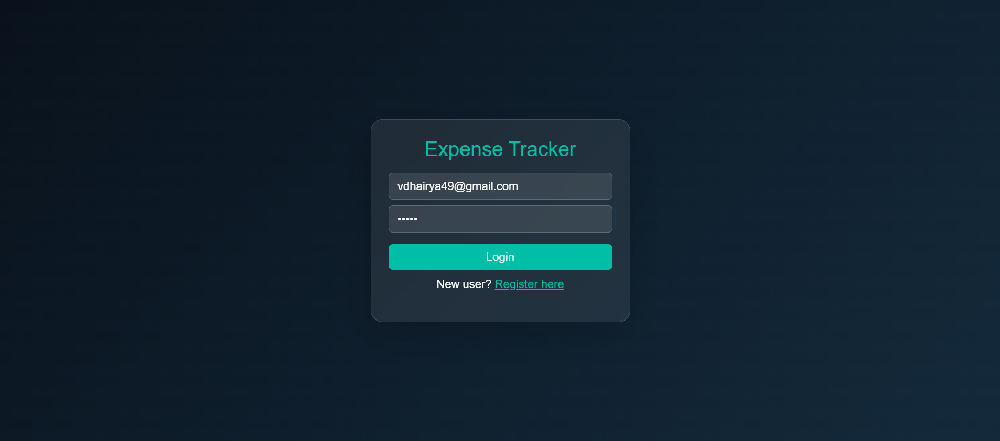 Expense Tracker
vdhairya49@gmail.com
•••••
Login
New user? Register here